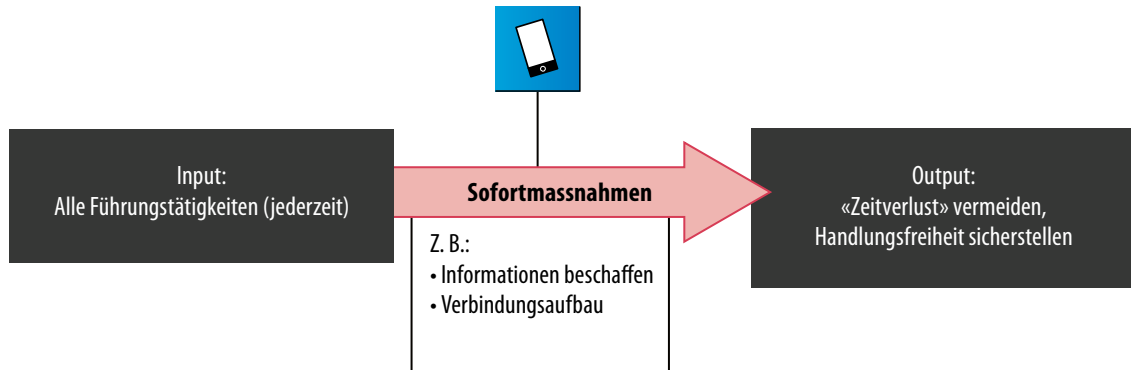 Input:
Alle Führungstätigkeiten (jederzeit)
Sofortmassnahmen
Z. B.:
• Informationen beschaffen
• Verbindungsaufbau
Output:
«Zeitverlust» vermeiden,
Handlungsfreiheit sicherstellen